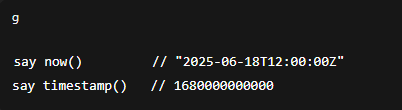 g
say now() // "2025-06-18T12:00:00Z"
say timestamp() // 1680000000000